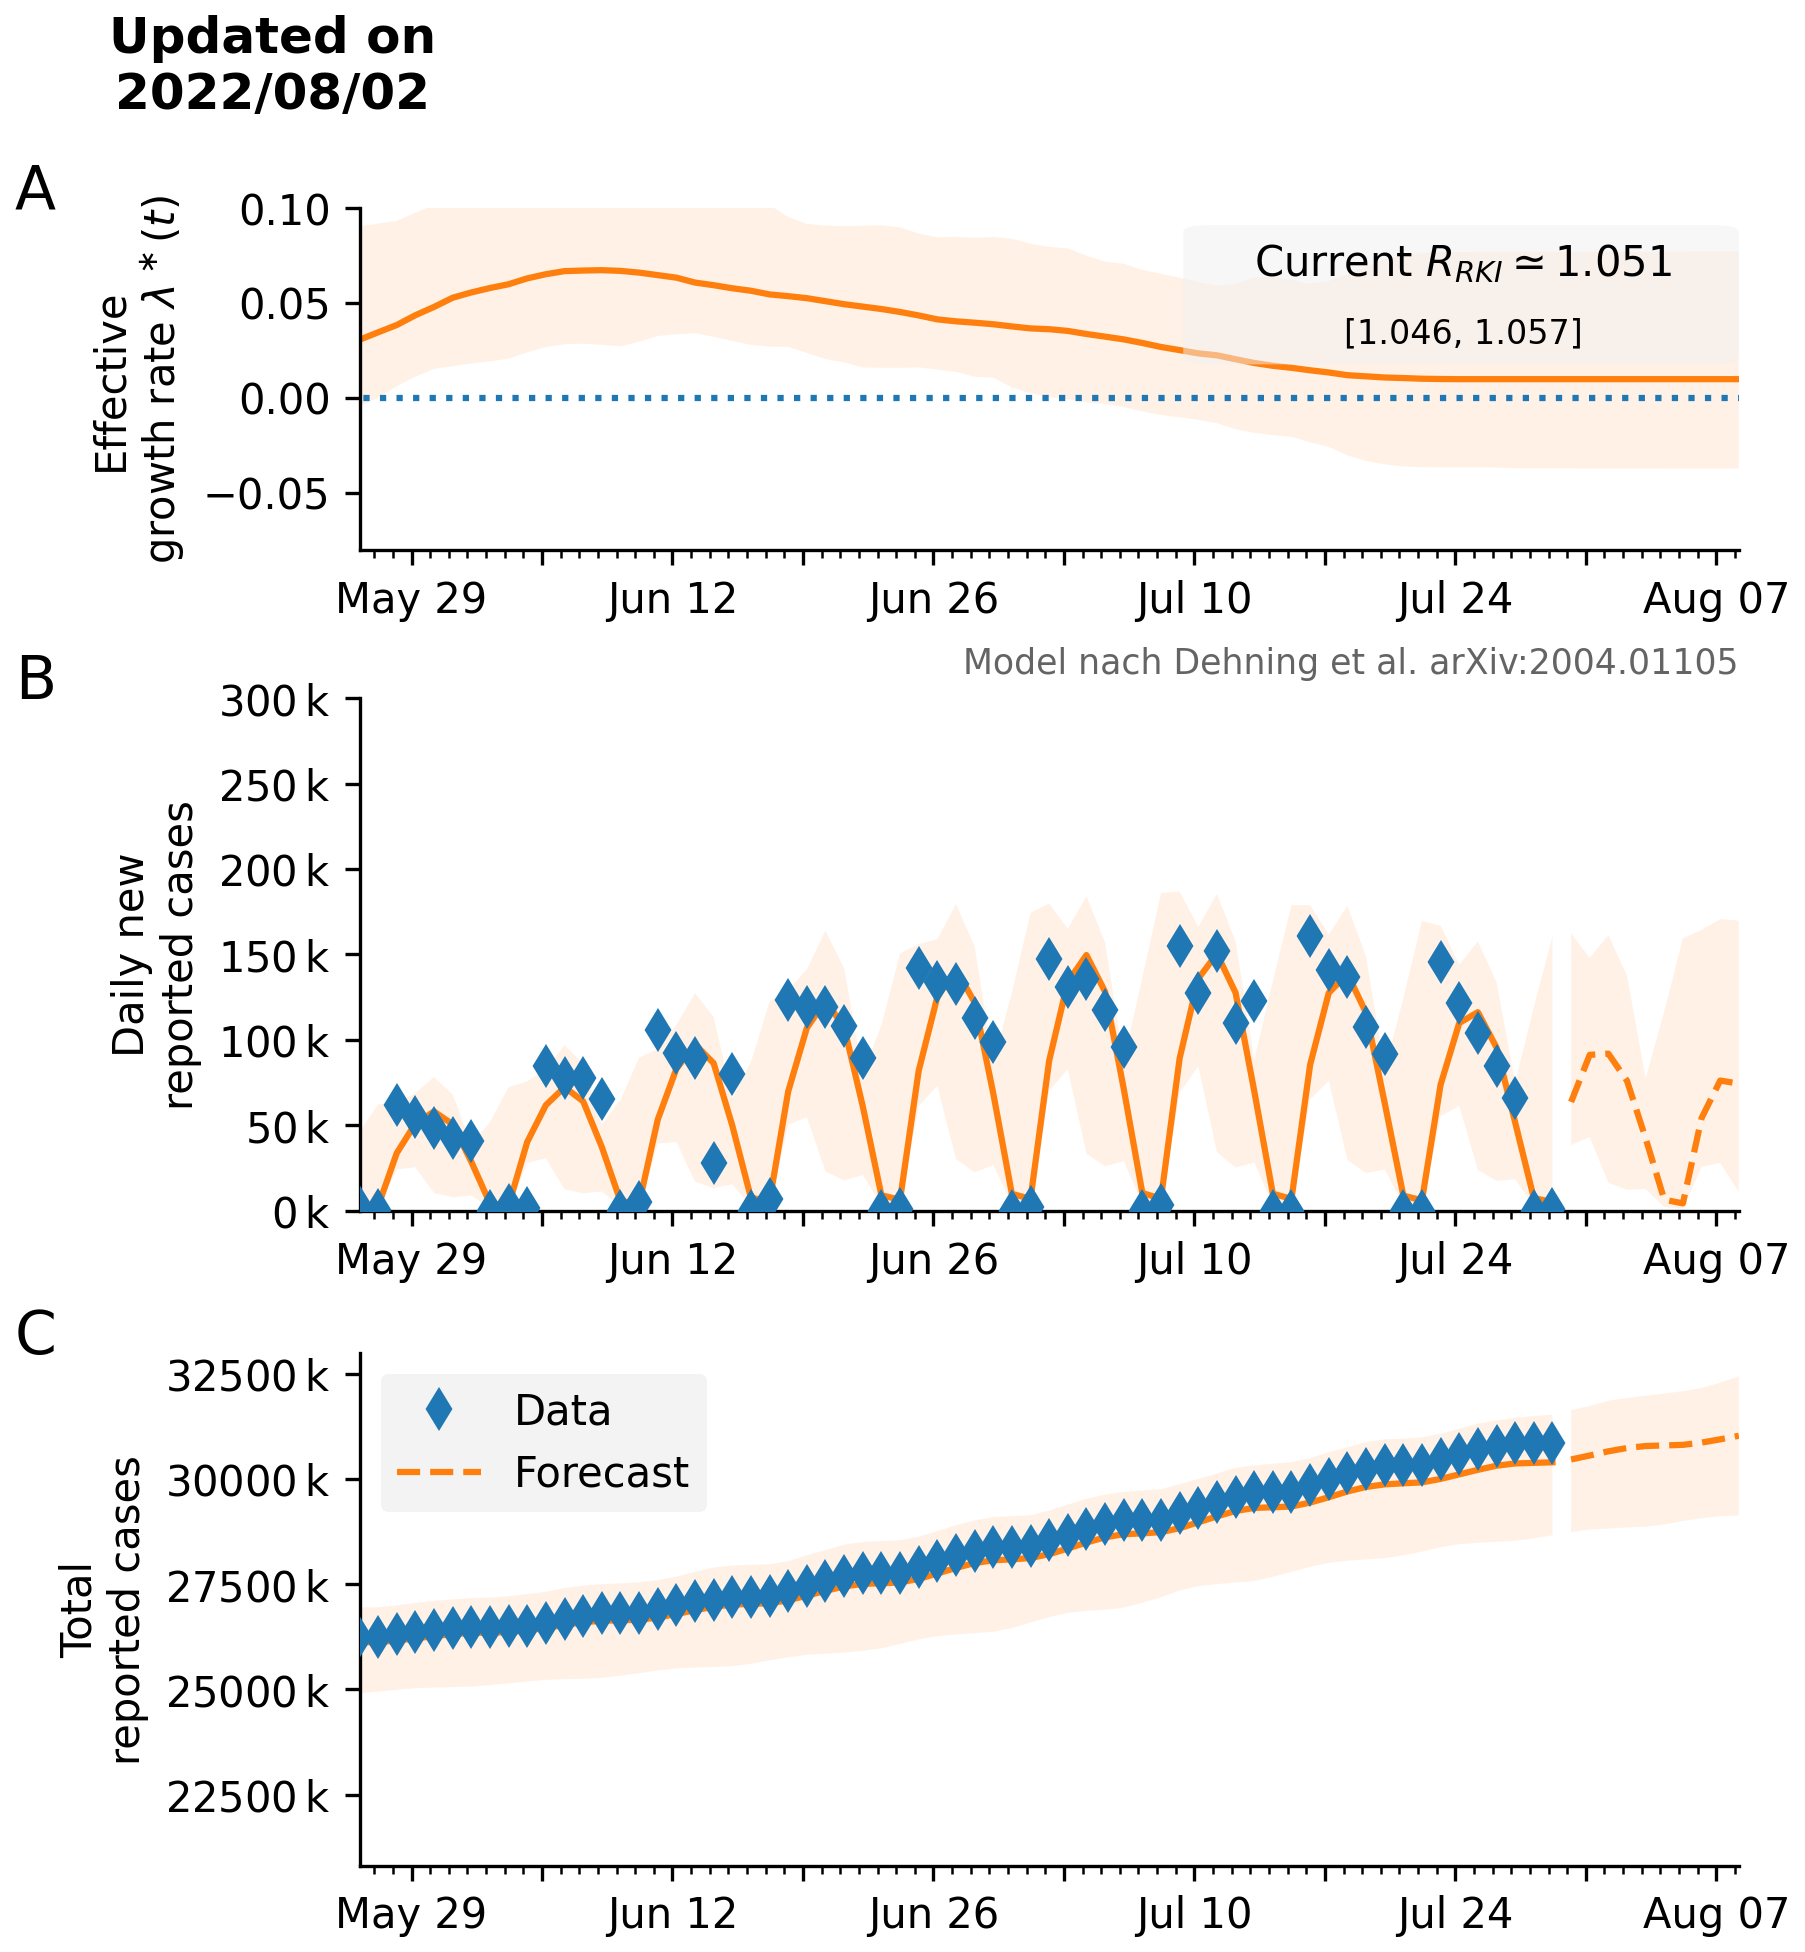 Updated on
2022/08/02
A
Effective
growth rate λ * (t)
0.10
0.05
0.00
−0.05
Current R_RKI ≃ 1.051
[1.046, 1.057]
May 29
Jun 12
Jun 26
Jul 10
Jul 24
Aug 07
Model nach Dehning et al. arXiv:2004.01105
B
Daily new
reported cases
300 k
250 k
200 k
150 k
100 k
50 k
0 k
May 29
Jun 12
Jun 26
Jul 10
Jul 24
Aug 07
C
Total
reported cases
32500 k
30000 k
27500 k
25000 k
22500 k
Data
Forecast
May 29
Jun 12
Jun 26
Jul 10
Jul 24
Aug 07